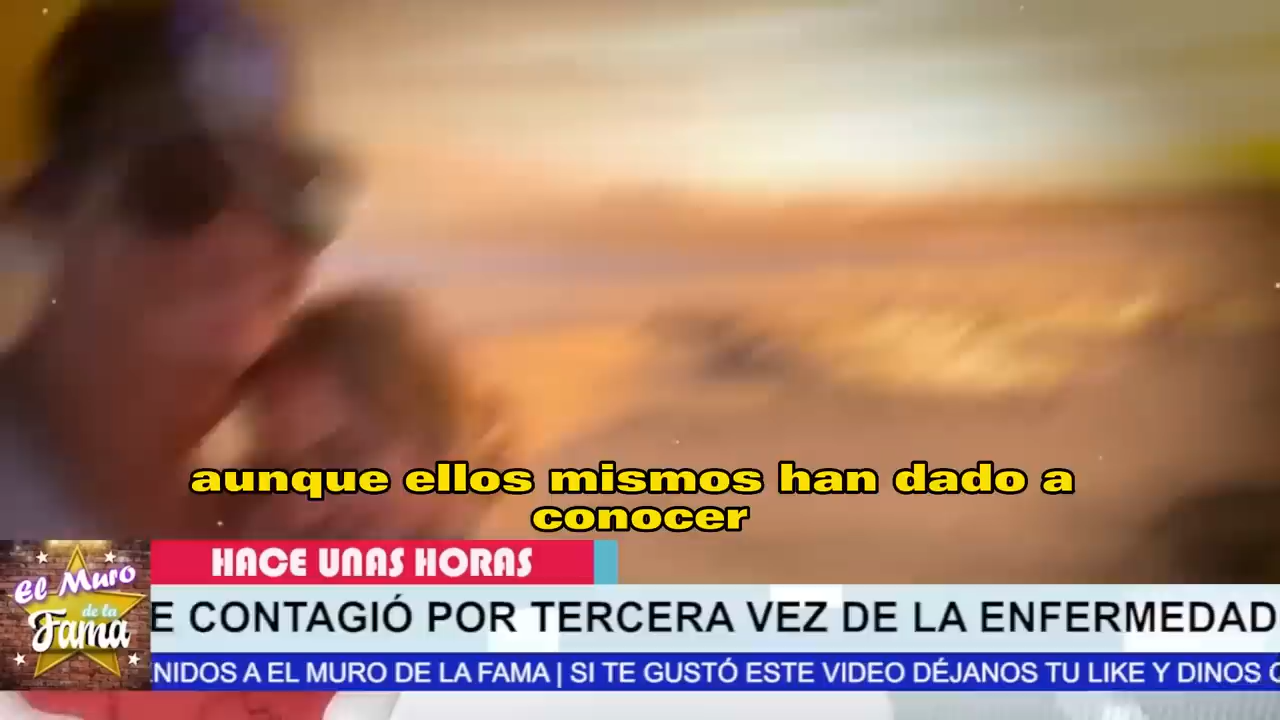 aunque ellos mismos han dado a
conocer
HACE UNAS HORAS
El Muro
de la
Fama
E CONTAGIÓ POR TERCERA VEZ DE LA ENFERMEDAD
NIDOS A EL MURO DE LA FAMA | SI TE GUSTÓ ESTE VIDEO DÉJANOS TU LIKE Y DINOS